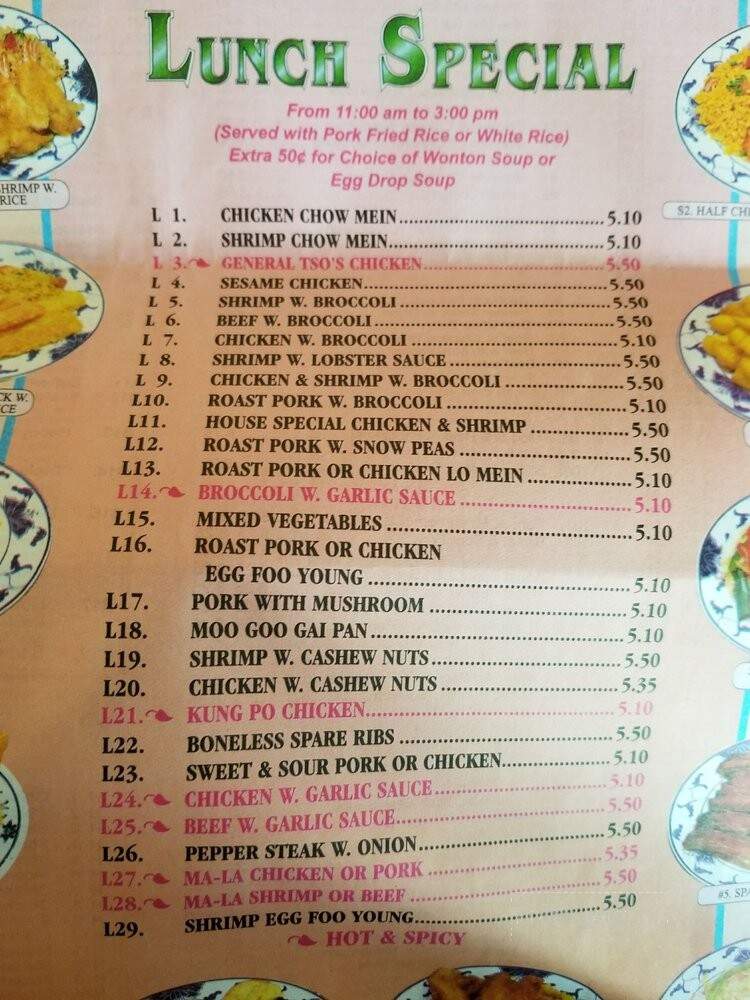 LUNCH SPECIAL
From 11:00 am to 3:00 pm
(Served with Pork Fried Rice or White Rice)
Extra 50¢ for Choice of Wonton Soup or
Egg Drop Soup
SHRIMP W.
RICE
S2. HALF
L 1. CHICKEN CHOW MEIN 5.10
L 2. SHRIMP CHOW MEIN 5.10
L 3. GENERAL TSO'S CHICKEN 5.50
L 4. SESAME CHICKEN 5.50
L 5. SHRIMP W. BROCCOLI 5.50
L 6. BEEF W. BROCCOLI 5.50
L 7. CHICKEN W. BROCCOLI 5.10
L 8. SHRIMP W. LOBSTER SAUCE 5.50
L 9. CHICKEN & SHRIMP W. BROCCOLI 5.50
L10. ROAST PORK W. BROCCOLI 5.10
L11. HOUSE SPECIAL CHICKEN & SHRIMP 5.50
L12. ROAST PORK W. SNOW PEAS 5.50
L13. ROAST PORK OR CHICKEN LO MEIN 5.10
L14. BROCCOLI W. GARLIC SAUCE 5.10
L15. MIXED VEGETABLES 5.10
L16. ROAST PORK OR CHICKEN
EGG FOO YOUNG 5.10
L17. PORK WITH MUSHROOM 5.10
L18. MOO GOO GAI PAN 5.10
L19. SHRIMP W. CASHEW NUTS 5.50
L20. CHICKEN W. CASHEW NUTS 5.35
L21. KUNG PO CHICKEN 5.10
L22. BONELESS SPARE RIBS 5.50
L23. SWEET & SOUR PORK OR CHICKEN 5.10
L24. CHICKEN W. GARLIC SAUCE 5.10
L25. BEEF W. GARLIC SAUCE 5.50
L26. PEPPER STEAK W. ONION 5.50
L27. MA-LA CHICKEN OR PORK 5.35
L28. MA-LA SHRIMP OR BEEF 5.50
L29. SHRIMP EGG FOO YOUNG 5.50
HOT & SPICY